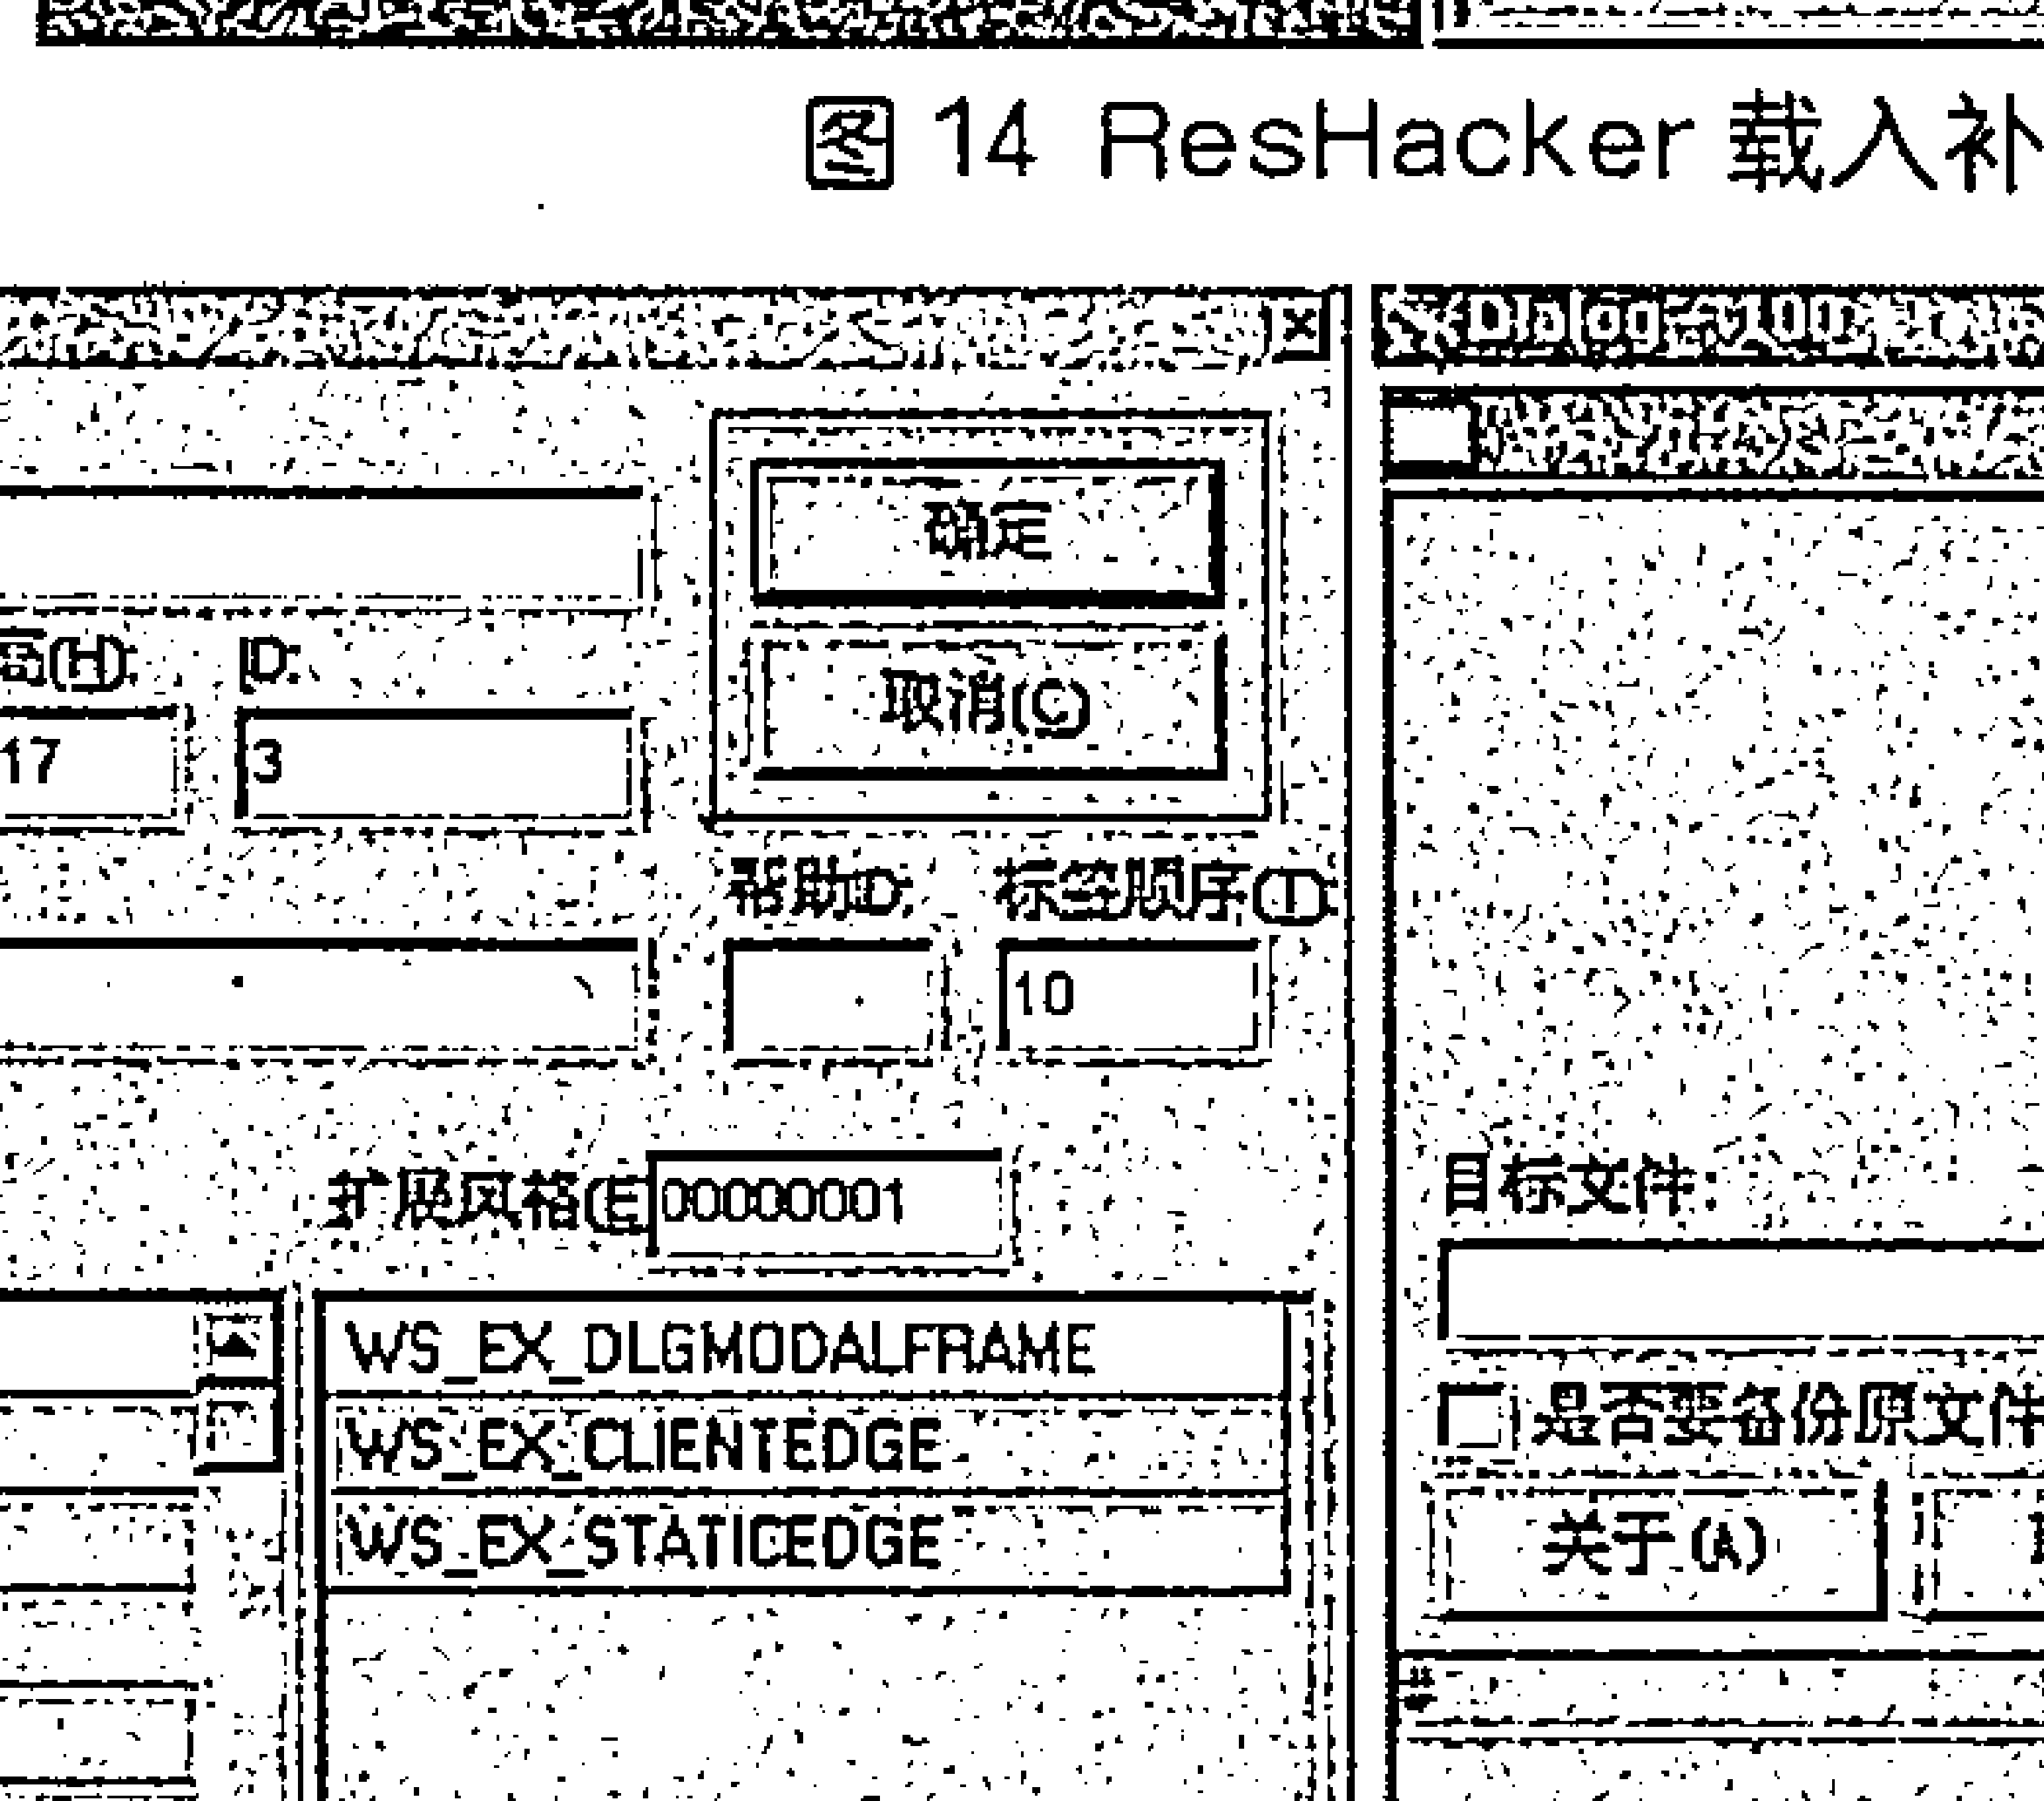 图 14 ResHacker 载入补
Dialog - 100
确定
高(H): ID:
取消(C)
17 3
帮助ID: 标签顺序(T):
10
扩展风格(E 00000001
目标文件:
WS_EX_DLGMODALFRAME
是否要备份原文件
WS_EX_CLIENTEDGE
WS_EX_STATICEDGE
关于(A)